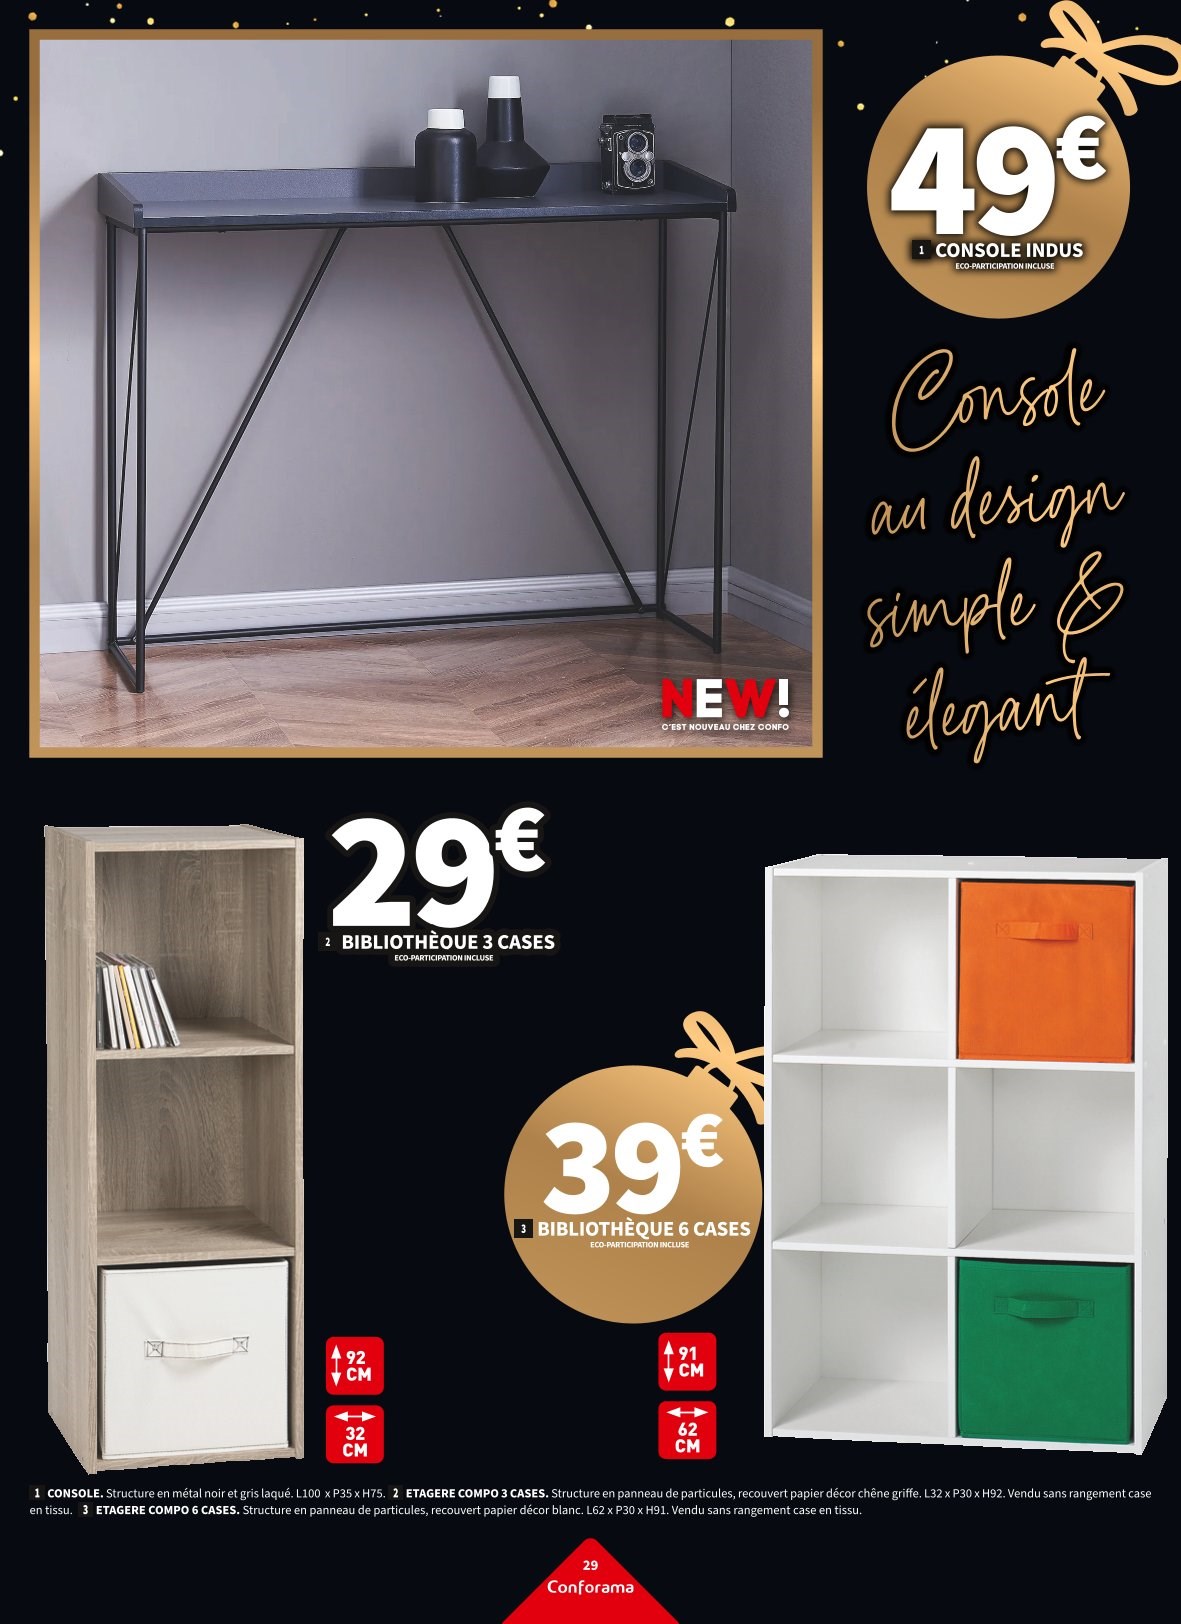 49€
1 CONSOLE INDUS
ECO-PARTICIPATION INCLUSE
Console
au design
simple &
élegant
NEW!
C'EST NOUVEAU CHEZ CONFO
29€
2 BIBLIOTHÈQUE 3 CASES
ECO-PARTICIPATION INCLUSE
39€
3 BIBLIOTHÈQUE 6 CASES
ECO-PARTICIPATION INCLUSE
92
CM
32
CM
91
CM
62
CM
1 CONSOLE. Structure en métal noir et gris laqué. L100 x P35 x H75. 2 ETAGERE COMPO 3 CASES. Structure en panneau de particules, recouvert papier décor chêne griffe. L32 x P30 x H92. Vendu sans rangement case
en tissu. 3 ETAGERE COMPO 6 CASES. Structure en panneau de particules, recouvert papier décor blanc. L62 x P30 x H91. Vendu sans rangement case en tissu.
29
Conforama